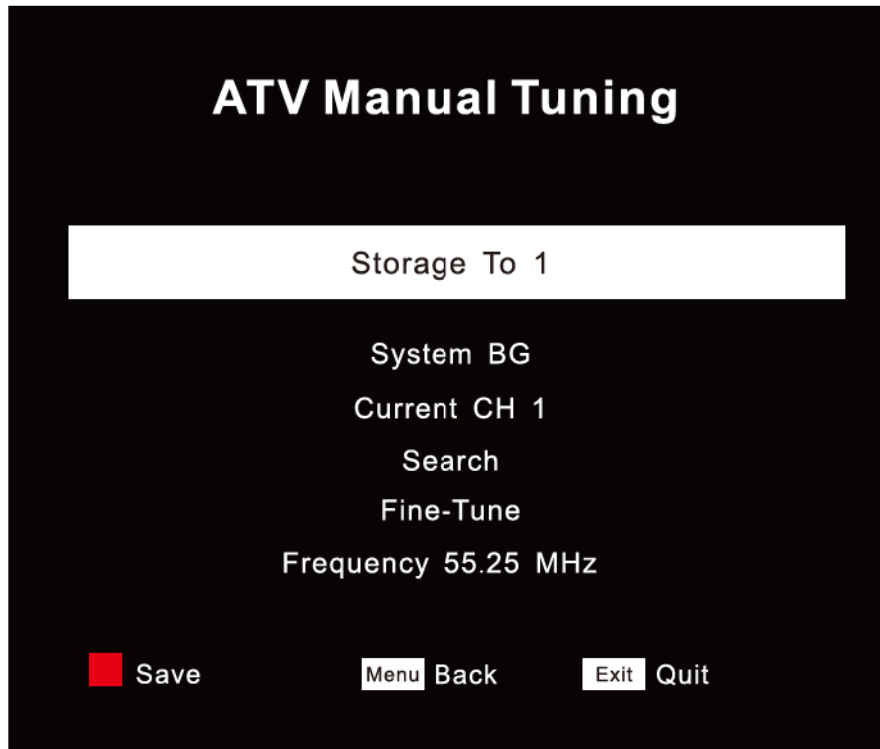 ATV Manual Tuning
Storage To 1
System BG
Current CH 1
Search
Fine-Tune
Frequency 55.25 MHz
Save Menu Back Exit Quit